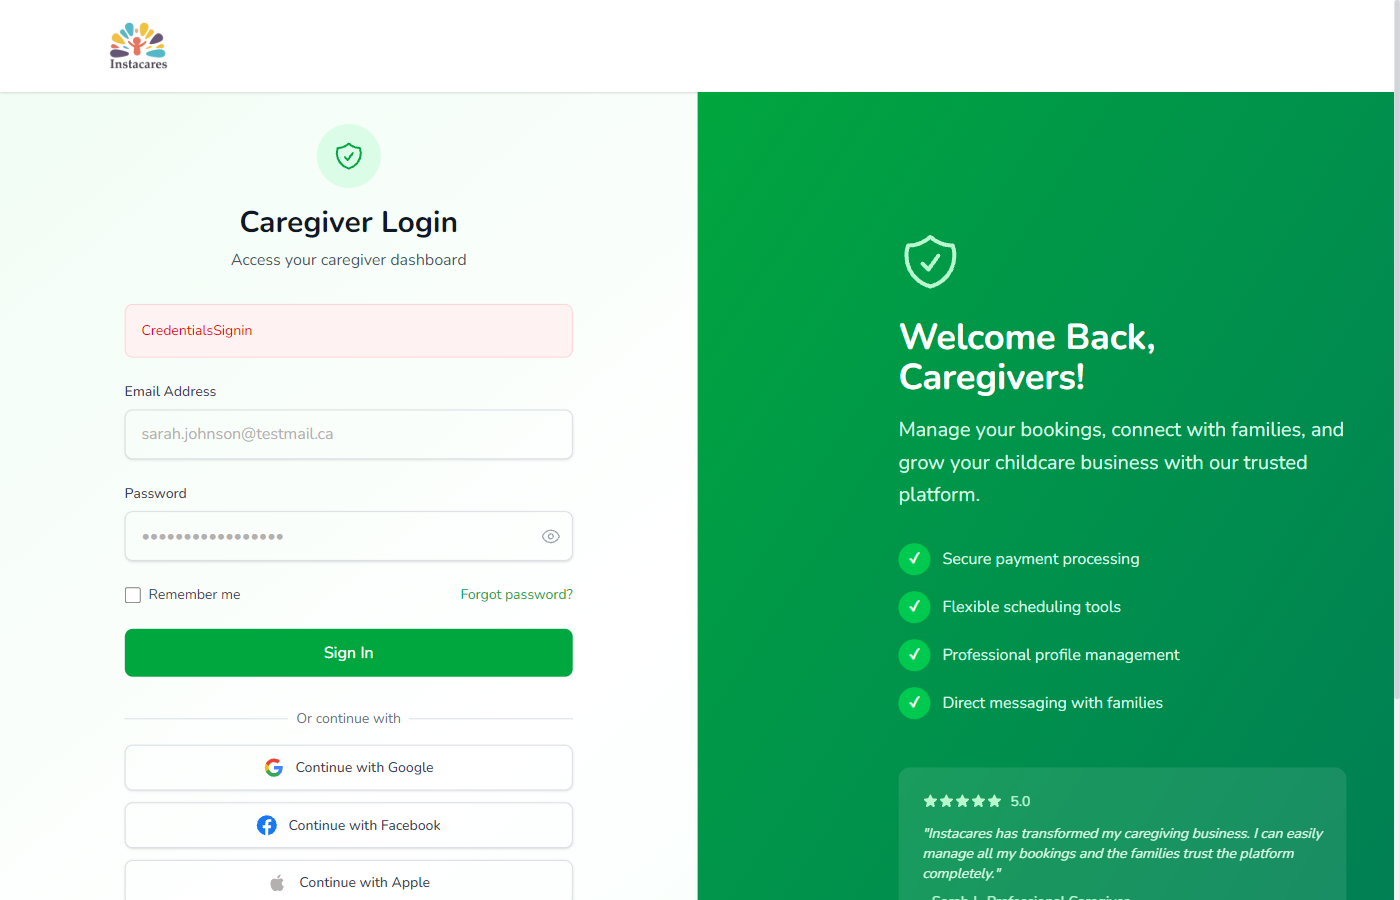 Instacares
Caregiver Login
Access your caregiver dashboard
CredentialsSignin
Email Address
sarah.johnson@testmail.ca
Password
•••••••••••••••••
Remember me
Forgot password?
Sign In
Or continue with
Continue with Google
Continue with Facebook
Continue with Apple
Welcome Back,
Caregivers!
Manage your bookings, connect with families, and
grow your childcare business with our trusted
platform.
✓ Secure payment processing
✓ Flexible scheduling tools
✓ Professional profile management
✓ Direct messaging with families
★★★★★ 5.0
"Instacares has transformed my caregiving business. I can easily
manage all my bookings and the families trust the platform
completely."
- Sarah L, Professional Caregiver